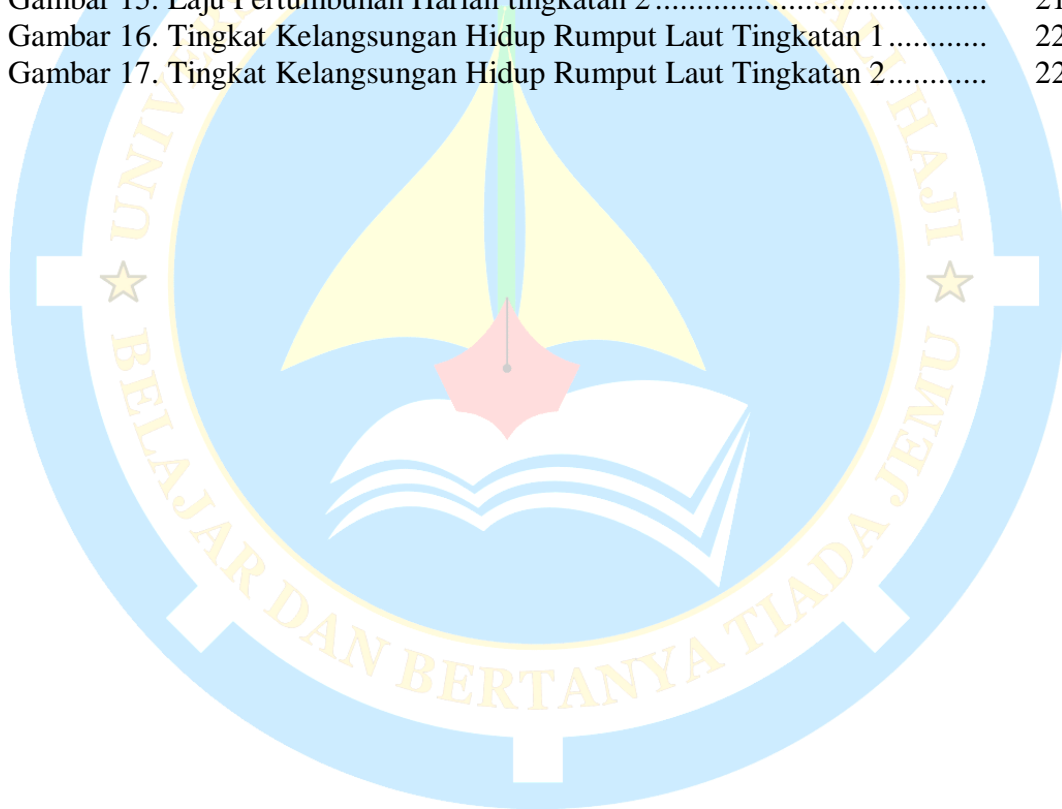 Gambar 15. Laju Pertumbuhan Harian tingkatan 2....................................... 21
Gambar 16. Tingkat Kelangsungan Hidup Rumput Laut Tingkatan 1............ 22
Gambar 17. Tingkat Kelangsungan Hidup Rumput Laut Tingkatan 2............ 22
ALI HAJI
BELAJAR DAN BERTANYA TIADA JEMU